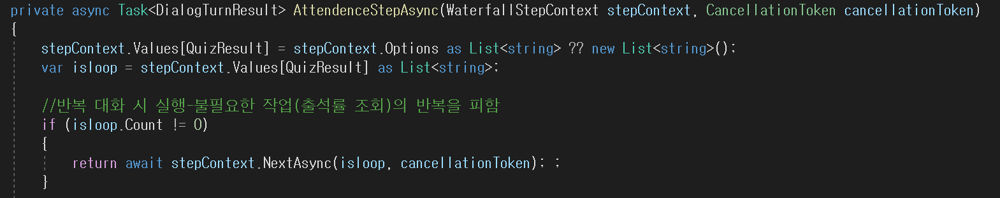 private async Task<DialogTurnResult> AttendenceStepAsync(WaterfallStepContext stepContext, CancellationToken cancellationToken)
{
stepContext.Values[QuizResult] = stepContext.Options as List<string> ?? new List<string>();
var isloop = stepContext.Values[QuizResult] as List<string>;
//반복 대화 시 실행-불필요한 작업(출석률 조회)의 반복을 피함
if (isloop.Count != 0)
{
return await stepContext.NextAsync(isloop, cancellationToken); ;
}